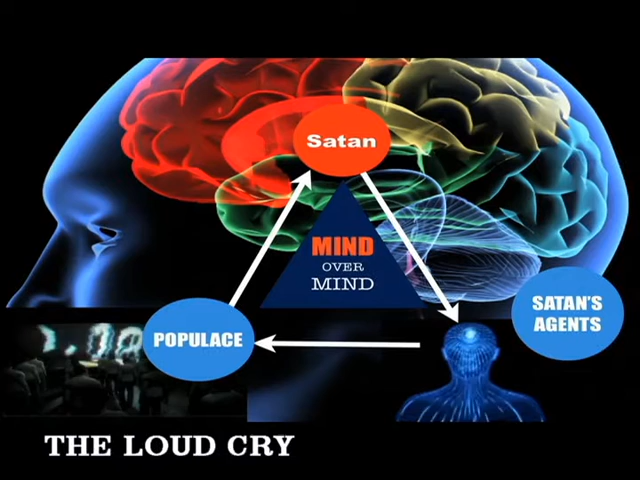 Satan
MIND
OVER
MIND
SATAN'S
AGENTS
POPULACE
THE LOUD CRY